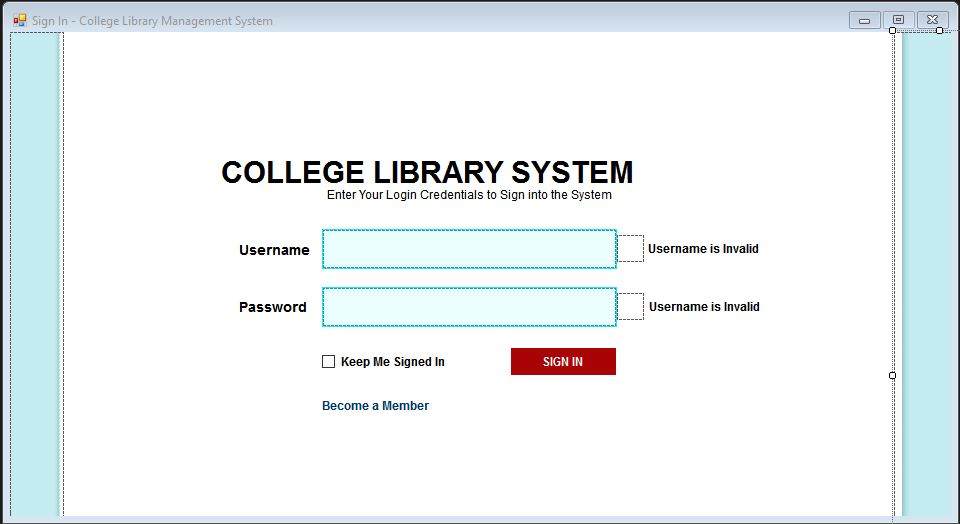 Sign In - College Library Management System
COLLEGE LIBRARY SYSTEM
Enter Your Login Credentials to Sign into the System
Username
Username is Invalid
Password
Username is Invalid
Keep Me Signed In
SIGN IN
Become a Member